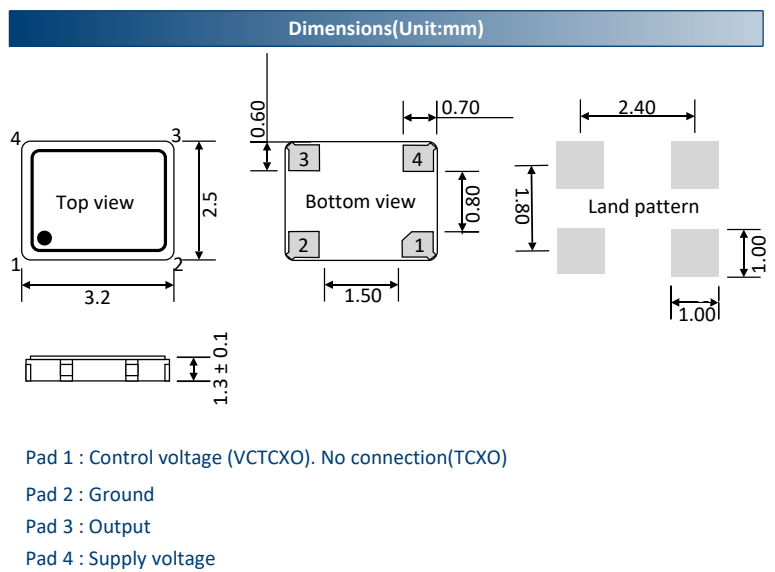 Dimensions(Unit:mm)
4
3
Top view
1
2
2.5
3.2
0.60
0.70
3
4
Bottom view
2
1
0.80
1.50
2.40
1.80
Land pattern
1.00
1.00
1.3 ± 0.1
Pad 1 : Control voltage (VCTCXO). No connection(TCXO)
Pad 2 : Ground
Pad 3 : Output
Pad 4 : Supply voltage